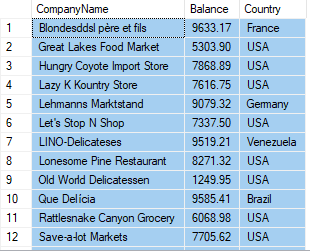 CompanyName Balance Country
1 Blondesddsl père et fils 9633.17 France
2 Great Lakes Food Market 5303.90 USA
3 Hungry Coyote Import Store 7868.89 USA
4 Lazy K Kountry Store 7616.75 USA
5 Lehmanns Marktstand 9079.32 Germany
6 Let's Stop N Shop 7337.50 USA
7 LINO-Delicateses 9519.21 Venezuela
8 Lonesome Pine Restaurant 8271.32 USA
9 Old World Delicatessen 1249.95 USA
10 Que Delícia 9585.41 Brazil
11 Rattlesnake Canyon Grocery 6068.98 USA
12 Save-a-lot Markets 7705.62 USA